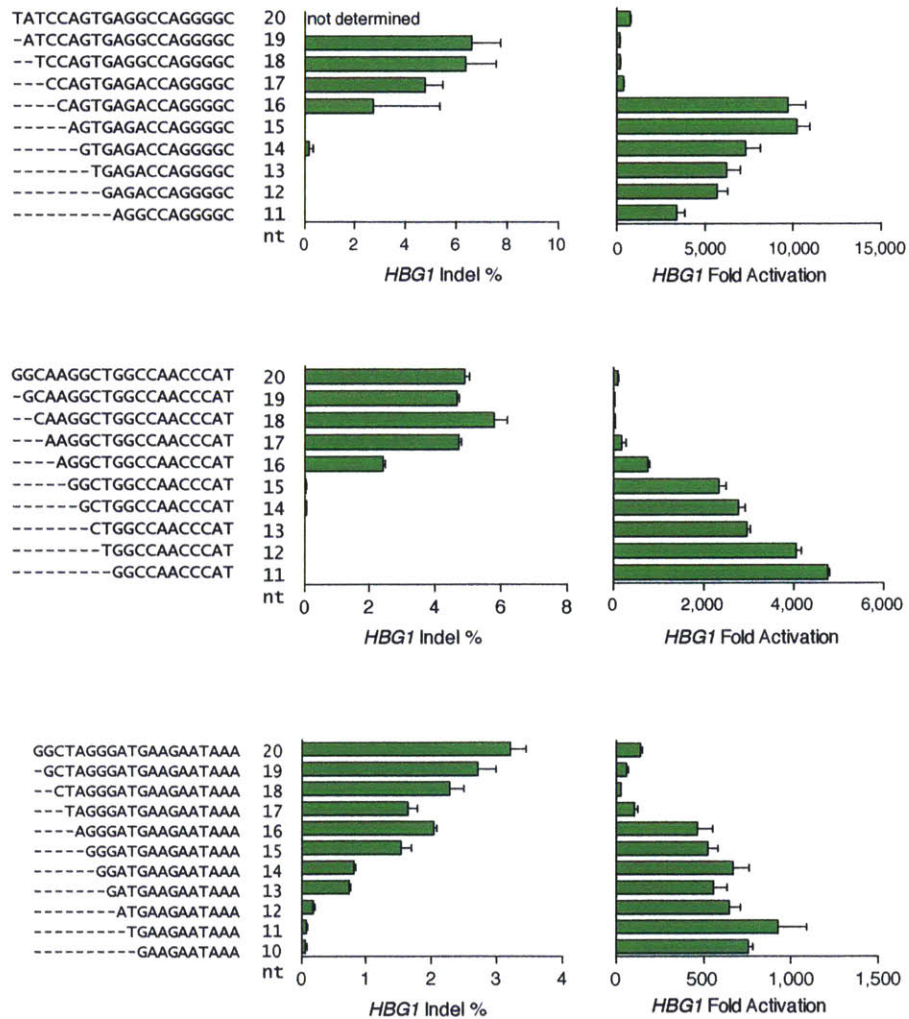 TATCCAGTGAGGCCAGGGGC 20 not determined
-ATCCAGTGAGGCCAGGGGC 19
--TCCAGTGAGGCCAGGGGC 18
---CCAGTGAGACCAGGGGC 17
----CAGTGAGACCAGGGGC 16
-----AGTGAGACCAGGGGC 15
------GTGAGACCAGGGGC 14
-------TGAGACCAGGGGC 13
--------GAGACCAGGGGC 12
---------AGGCCAGGGGC 11
nt
0 2 4 6 8 10
HBG1 Indel %
0 5,000 10,000 15,000
HBG1 Fold Activation
GGCAAGGCTGGCCAACCCAT 20
-GCAAGGCTGGCCAACCCAT 19
--CAAGGCTGGCCAACCCAT 18
---AAGGCTGGCCAACCCAT 17
----AGGCTGGCCAACCCAT 16
-----GGCTGGCCAACCCAT 15
------GCTGGCCAACCCAT 14
-------CTGGCCAACCCAT 13
--------TGGCCAACCCAT 12
---------GGCCAACCCAT 11
nt
0 2 4 6 8
HBG1 Indel %
0 2,000 4,000 6,000
HBG1 Fold Activation
GGCTAGGGATGAAGAATAAA 20
-GCTAGGGATGAAGAATAAA 19
--CTAGGGATGAAGAATAAA 18
---TAGGGATGAAGAATAAA 17
----AGGGATGAAGAATAAA 16
-----GGGATGAAGAATAAA 15
------GGATGAAGAATAAA 14
-------GATGAAGAATAAA 13
--------ATGAAGAATAAA 12
---------TGAAGAATAAA 11
----------GAAGAATAAA 10
nt
0 1 2 3 4
HBG1 Indel %
0 500 1,000 1,500
HBG1 Fold Activation